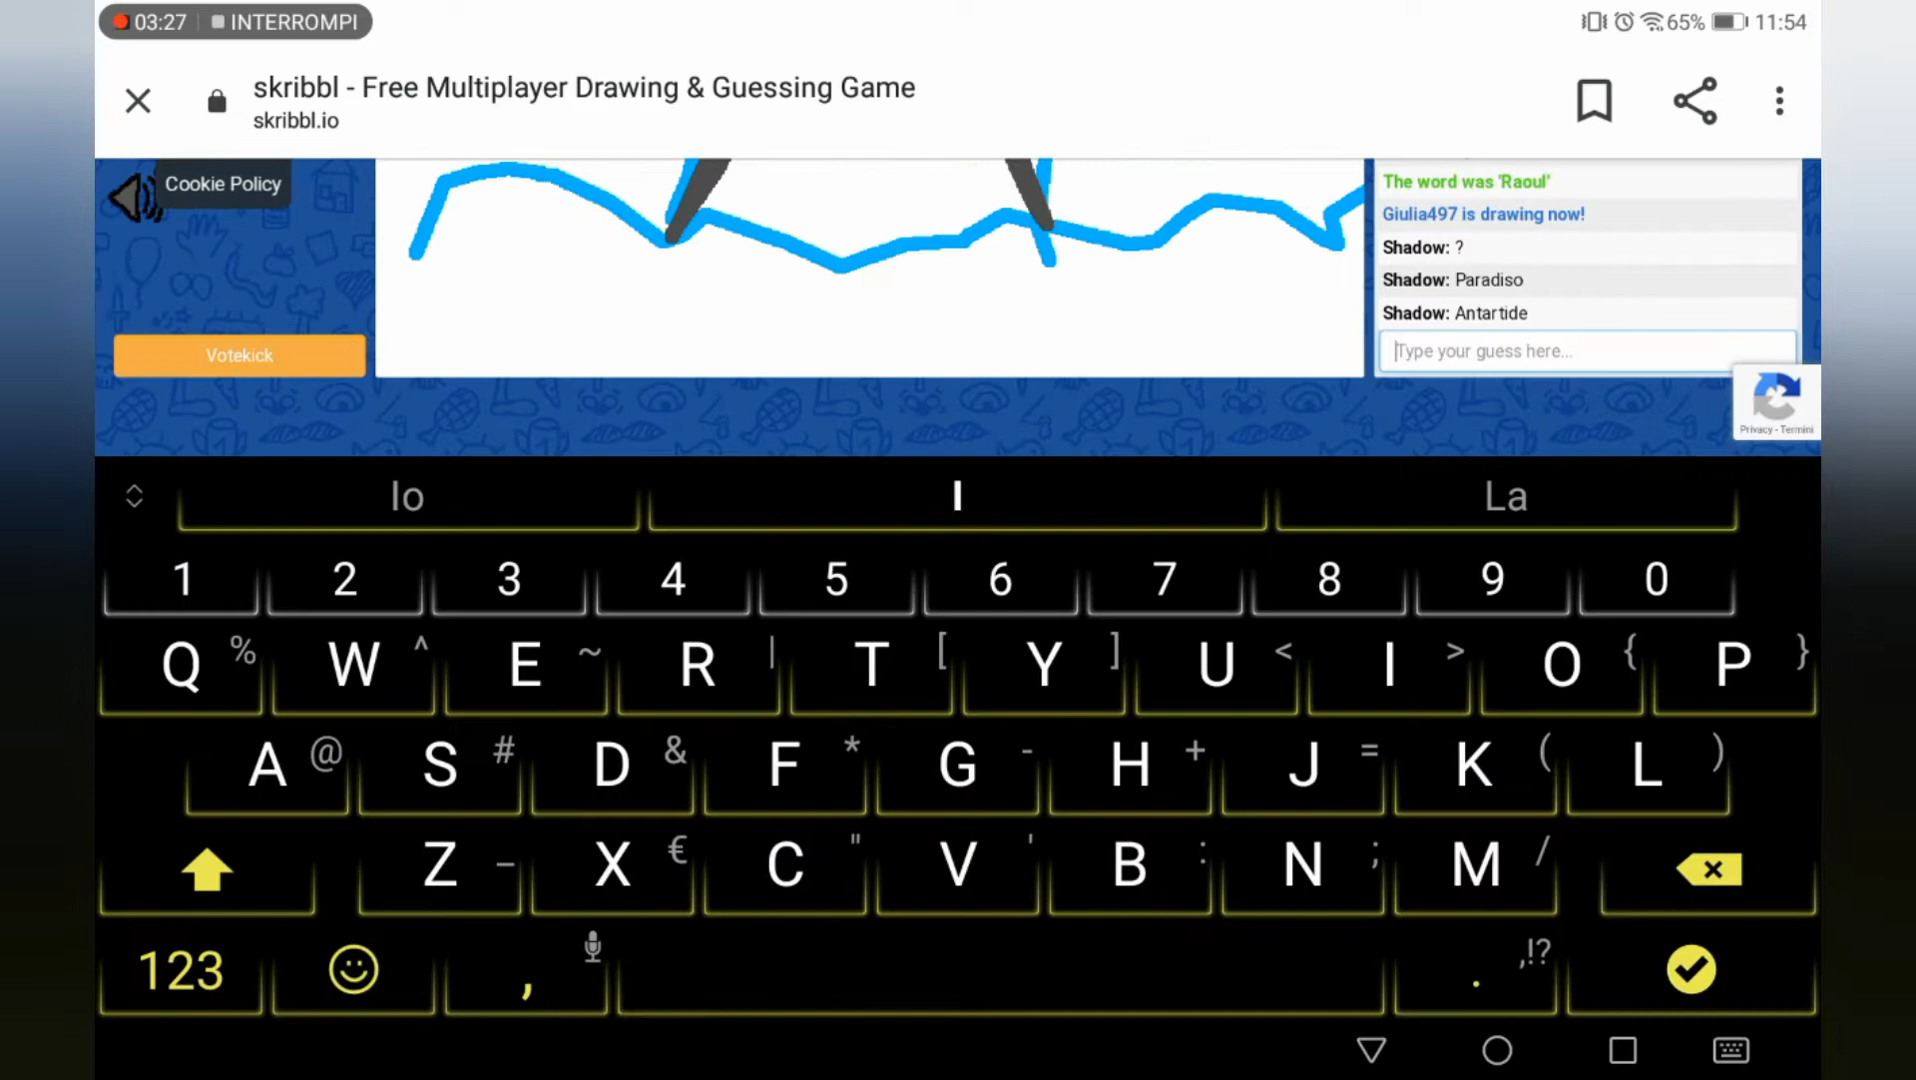 03:27 INTERROMPI
65% 11:54
skribbl - Free Multiplayer Drawing & Guessing Game
skribbl.io
Cookie Policy
The word was 'Raoul'
Giulia497 is drawing now!
Shadow: ?
Shadow: Paradiso
Shadow: Antartide
Votekick
Type your guess here...
Privacy - Termini
Io I La
1 2 3 4 5 6 7 8 9 0
Q % W ^ E ~ R | T [ Y ] U < I > O { P }
A @ S # D & F * G - H + J = K ( L )
Z _ X € C " V ' B : N ; M /
123 , . ,!?